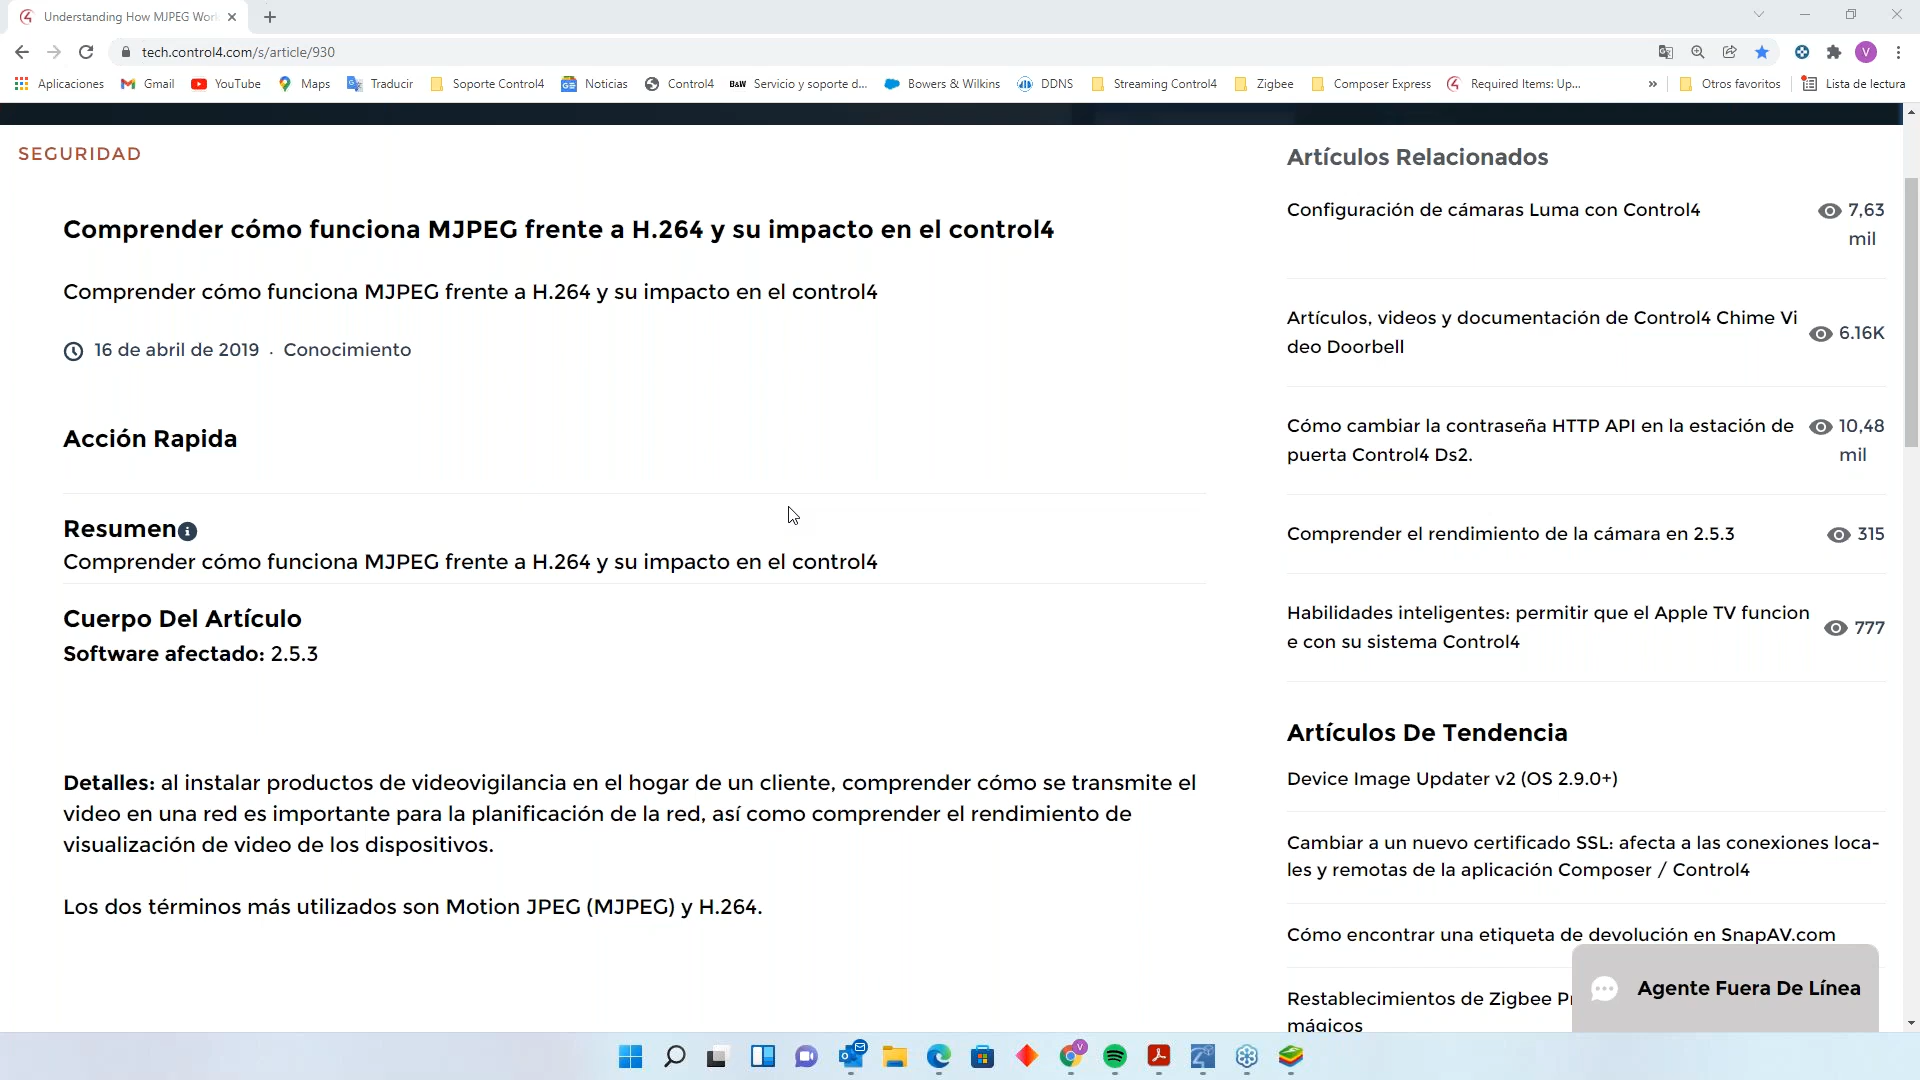 Understanding How MJPEG Wor
tech.control4.com/s/article/930
V
Aplicaciones
Gmail
YouTube
Maps
Traducir
Soporte Control4
Noticias
Control4
B&W Servicio y soporte d...
Bowers & Wilkins
DDNS
Streaming Control4
Zigbee
Composer Express
Required Items: Up...
»
Otros favoritos
Lista de lectura
SEGURIDAD
Comprender cómo funciona MJPEG frente a H.264 y su impacto en el control4
Comprender cómo funciona MJPEG frente a H.264 y su impacto en el control4
16 de abril de 2019 · Conocimiento
Acción Rapida
Resumen
Comprender cómo funciona MJPEG frente a H.264 y su impacto en el control4
Cuerpo Del Artículo
Software afectado: 2.5.3
Detalles: al instalar productos de videovigilancia en el hogar de un cliente, comprender cómo se transmite el
video en una red es importante para la planificación de la red, así como comprender el rendimiento de
visualización de video de los dispositivos.
Los dos términos más utilizados son Motion JPEG (MJPEG) y H.264.
Artículos Relacionados
Configuración de cámaras Luma con Control4
7,63
mil
Artículos, videos y documentación de Control4 Chime Vi
deo Doorbell
6.16K
Cómo cambiar la contraseña HTTP API en la estación de
puerta Control4 Ds2.
10,48
mil
Comprender el rendimiento de la cámara en 2.5.3
315
Habilidades inteligentes: permitir que el Apple TV funcion
e con su sistema Control4
777
Artículos De Tendencia
Device Image Updater v2 (OS 2.9.0+)
Cambiar a un nuevo certificado SSL: afecta a las conexiones loca-
les y remotas de la aplicación Composer / Control4
Cómo encontrar una etiqueta de devolución en SnapAV.com
Restablecimientos de Zigbee P
mágicos
Agente Fuera De Línea